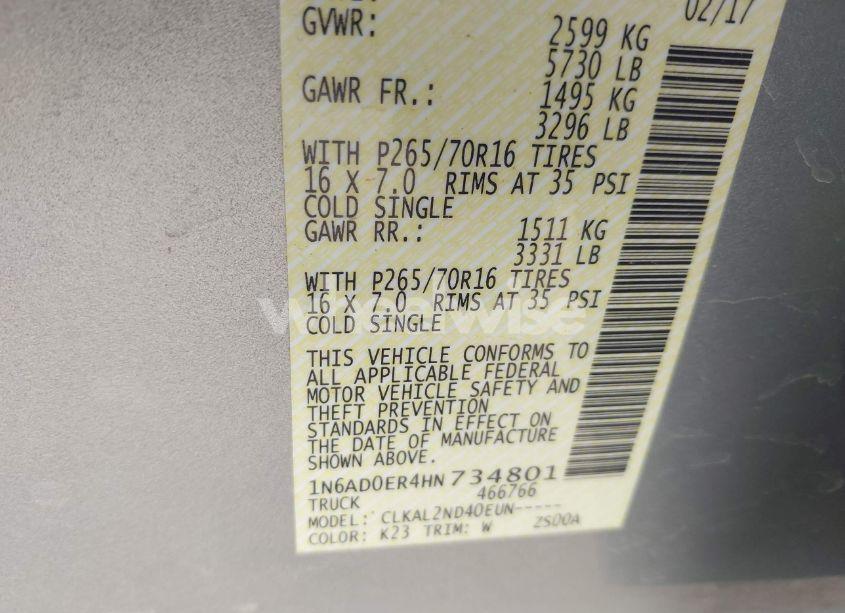 02/17
GVWR: 2599 KG
5730 LB
GAWR FR.: 1495 KG
3296 LB
WITH P265/70R16 TIRES
16 X 7.0 RIMS AT 35 PSI
COLD SINGLE
GAWR RR.: 1511 KG
3331 LB
WITH P265/70R16 TIRES
16 X 7.0 RIMS AT 35 PSI
COLD SINGLE
THIS VEHICLE CONFORMS TO
ALL APPLICABLE FEDERAL
MOTOR VEHICLE SAFETY AND
THEFT PREVENTION
STANDARDS IN EFFECT ON
THE DATE OF MANUFACTURE
SHOWN ABOVE.
1N6AD0ER4HN734801
TRUCK 466766
MODEL: CLKAL2ND40EUN-----
COLOR: K23 TRIM: W 2S00A